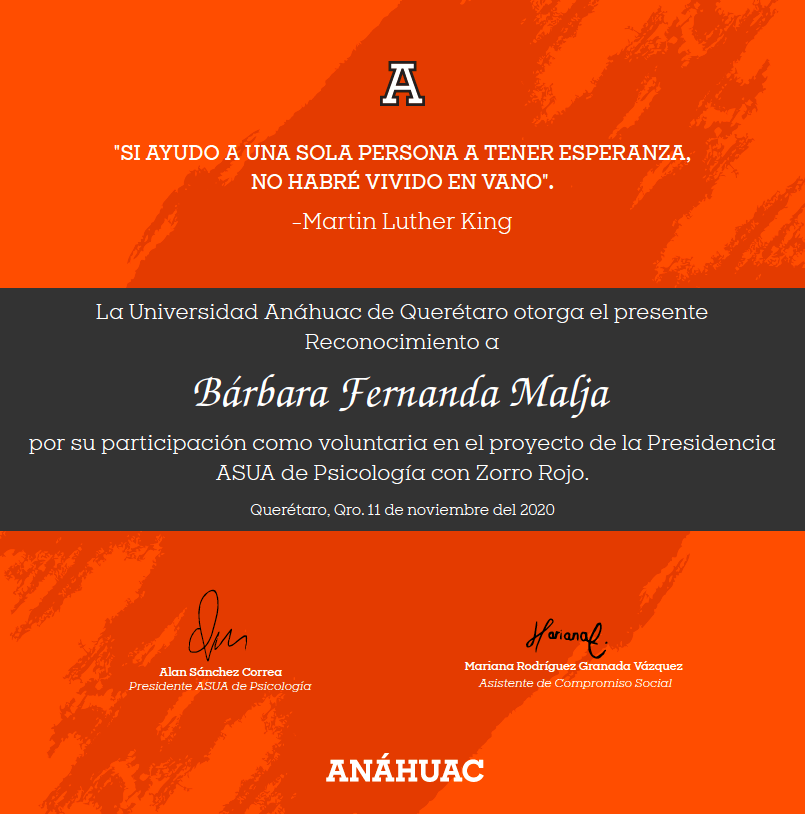 A
"SI AYUDO A UNA SOLA PERSONA A TENER ESPERANZA,
NO HABRÉ VIVIDO EN VANO".
-Martin Luther King
La Universidad Anáhuac de Querétaro otorga el presente
Reconocimiento a
Bárbara Fernanda Malja
por su participación como voluntaria en el proyecto de la Presidencia
ASUA de Psicología con Zorro Rojo.
Querétaro, Qro. 11 de noviembre del 2020
Alan Sánchez Correa
Presidente ASUA de Psicología
MarianaR.
Mariana Rodríguez Granada Vázquez
Asistente de Compromiso Social
ANÁHUAC